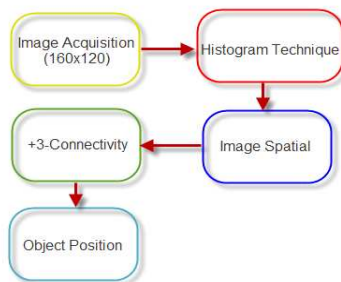 Image Acquisition
(160x120)
Histogram Technique
Image Spatial
+3-Connectivity
Object Position